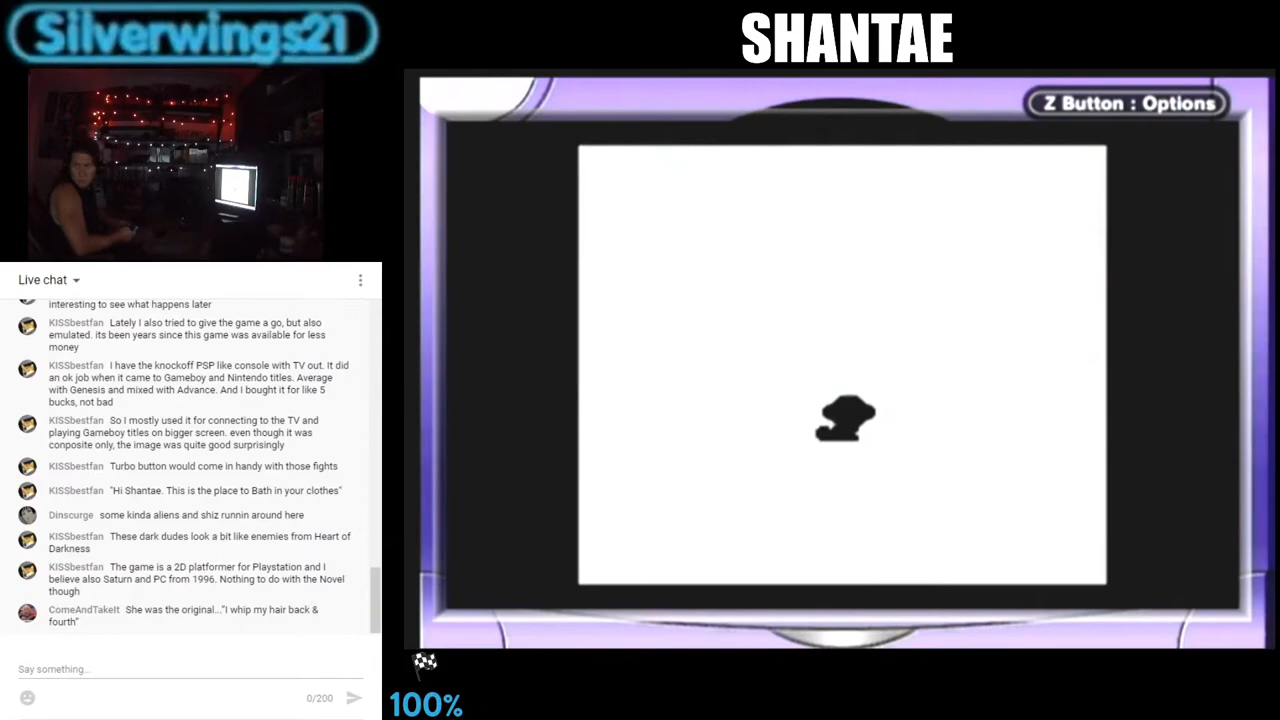 Silverwings21
SHANTAE
Z Button : Options
Live chat
interesting to see what happens later
KISSbestfan Lately I also tried to give the game a go, but also
emulated. its been years since this game was available for less
money
KISSbestfan I have the knockoff PSP like console with TV out. It did
an ok job when it came to Gameboy and Nintendo titles. Average
with Genesis and mixed with Advance. And I bought it for like 5
bucks, not bad
KISSbestfan So I mostly used it for connecting to the TV and
playing Gameboy titles on bigger screen. even though it was
conposite only, the image was quite good surprisingly
KISSbestfan Turbo button would come in handy with those fights
KISSbestfan "Hi Shantae. This is the place to Bath in your clothes"
Dinscurge some kinda aliens and shiz runnin around here
KISSbestfan These dark dudes look a bit like enemies from Heart of
Darkness
KISSbestfan The game is a 2D platformer for Playstation and I
believe also Saturn and PC from 1996. Nothing to do with the Novel
though
ComeAndTakeIt She was the original..."I whip my hair back &
fourth"
Say something...
0/200
100%